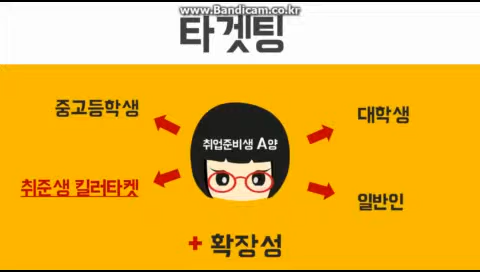 www.Bandicam.co.kr
타겟팅
중고등학생
대학생
취업준비생 A양
취준생 킬러타켓
일반인
+ 확장성